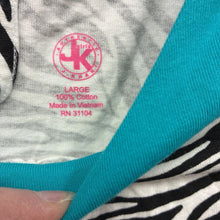 JK
LARGE
100% Cotton
Made in Vietnam
RN 31104